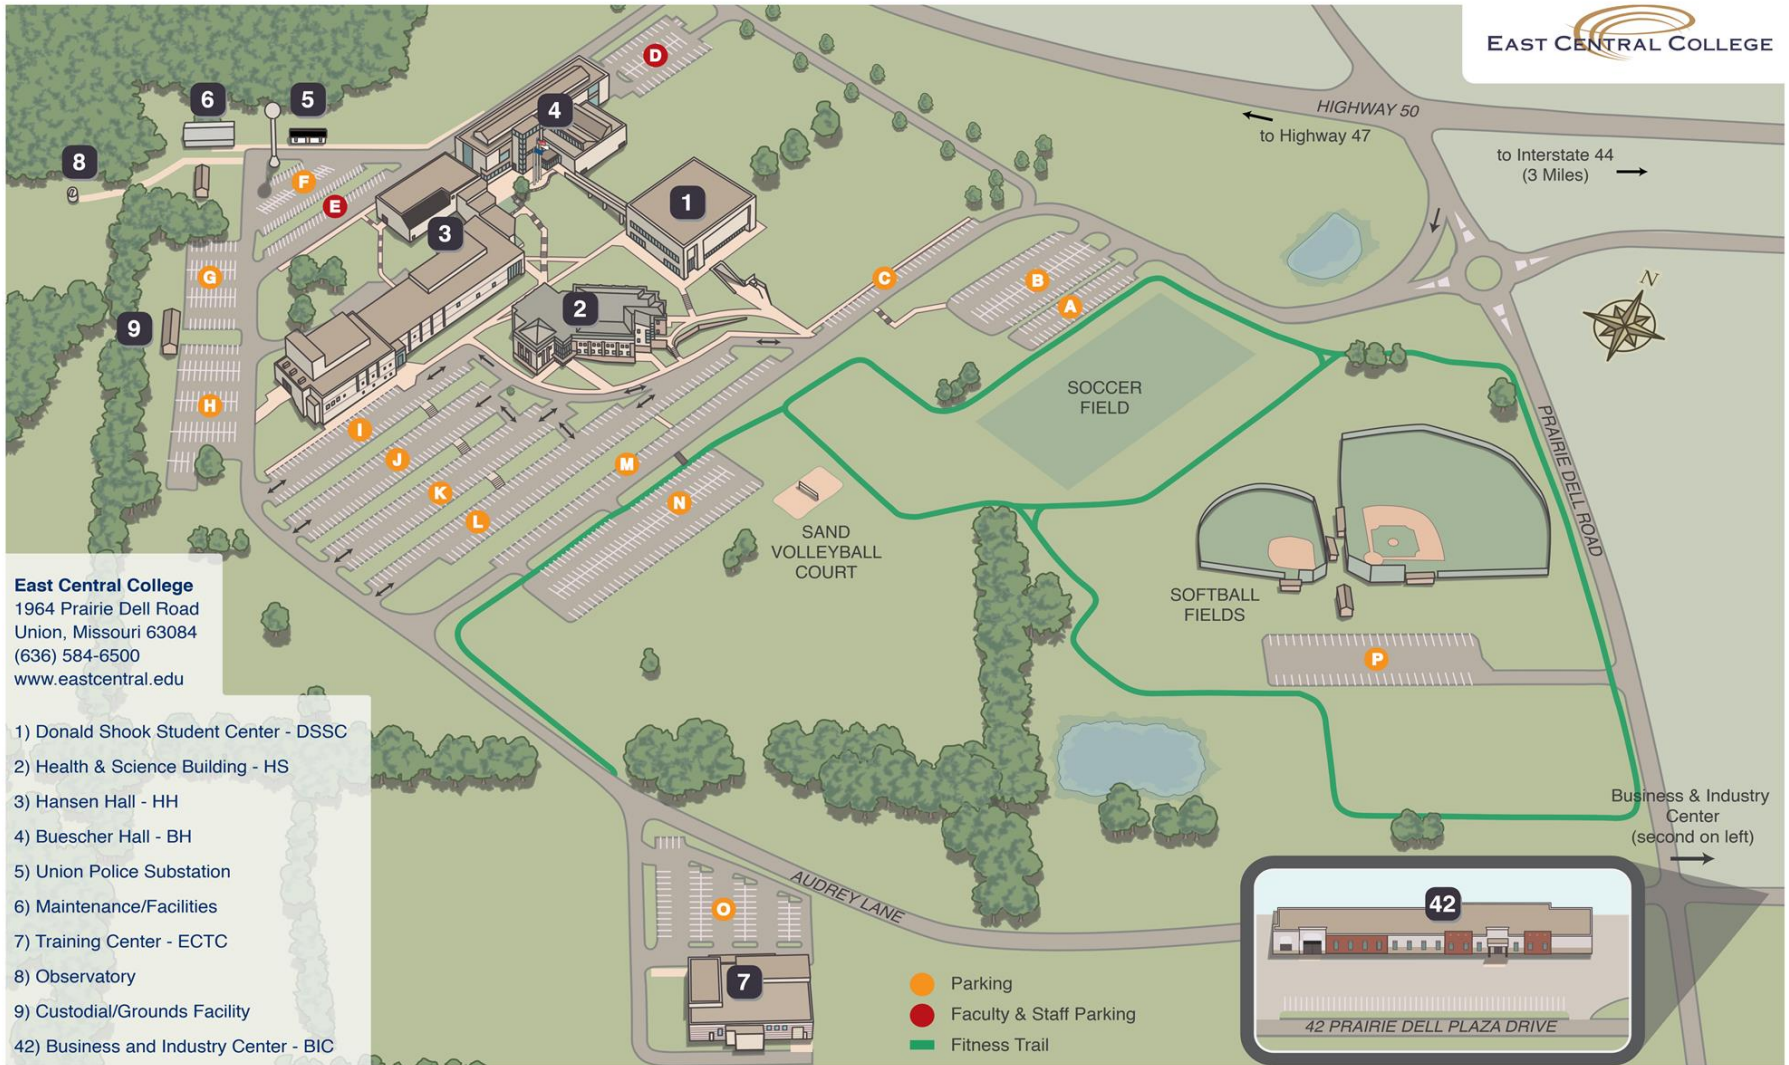 EAST CENTRAL COLLEGE
HIGHWAY 50
to Highway 47
to Interstate 44
(3 Miles)
D
6
5
4
8
F
E
1
3
G
C
B
A
N
2
9
SOCCER
FIELD
H
I
J
K
L
M
N
PRAIRIE DELL ROAD
SAND
VOLLEYBALL
COURT
SOFTBALL
FIELDS
P
East Central College
1964 Prairie Dell Road
Union, Missouri 63084
(636) 584-6500
www.eastcentral.edu
1) Donald Shook Student Center - DSSC
2) Health & Science Building - HS
3) Hansen Hall - HH
4) Buescher Hall - BH
5) Union Police Substation
6) Maintenance/Facilities
7) Training Center - ECTC
8) Observatory
9) Custodial/Grounds Facility
42) Business and Industry Center - BIC
Business & Industry
Center
(second on left)
AUDREY LANE
O
7
42
42 PRAIRIE DELL PLAZA DRIVE
Parking
Faculty & Staff Parking
Fitness Trail